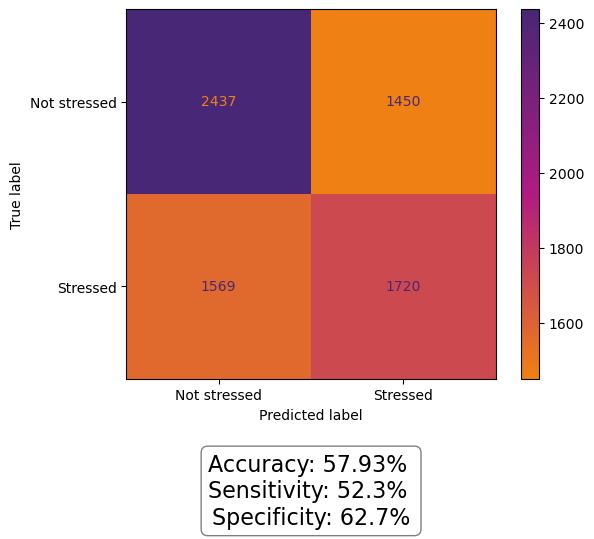 2400
2437 1450
Not stressed
2200
2000
True label
1800
1569 1720
Stressed
1600
Not stressed Stressed
Predicted label
Accuracy: 57.93%
Sensitivity: 52.3%
Specificity: 62.7%